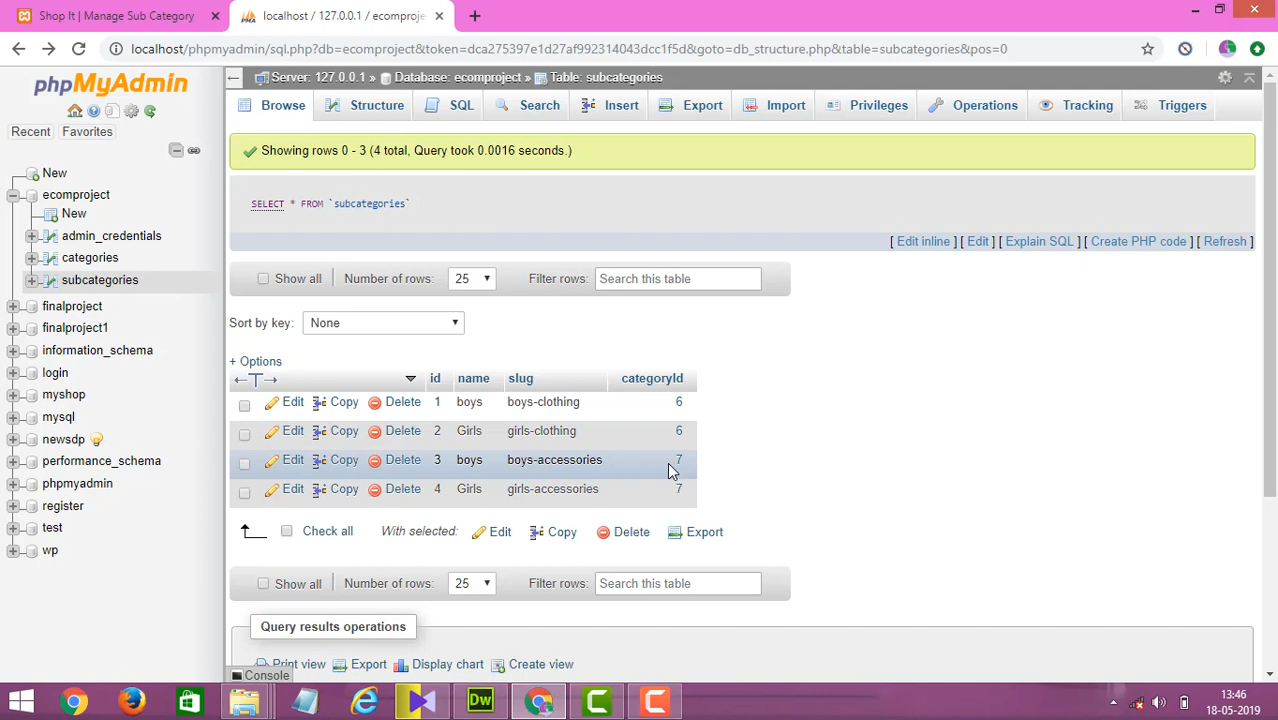 Shop It | Manage Sub Category
localhost / 127.0.0.1 / ecomproje
localhost/phpmyadmin/sql.php?db=ecomproject&token=dca275397e1d27af992314043dcc1f5d&goto=db_structure.php&table=subcategories&pos=0
phpMyAdmin
Recent Favorites
New
ecomproject
New
admin_credentials
categories
subcategories
finalproject
finalproject1
information_schema
login
myshop
mysql
newsdp
performance_schema
phpmyadmin
register
test
wp
Server: 127.0.0.1 » Database: ecomproject » Table: subcategories
Browse Structure SQL Search Insert Export Import Privileges Operations Tracking Triggers
Showing rows 0 - 3 (4 total, Query took 0.0016 seconds.)
SELECT * FROM `subcategories`
[ Edit inline ] [ Edit ] [ Explain SQL ] [ Create PHP code ] [ Refresh ]
Show all Number of rows: 25 Filter rows: Search this table
Sort by key: None
+ Options
id name slug categoryId
Edit Copy Delete 1 boys boys-clothing 6
Edit Copy Delete 2 Girls girls-clothing 6
Edit Copy Delete 3 boys boys-accessories 7
Edit Copy Delete 4 Girls girls-accessories 7
Check all With selected: Edit Copy Delete Export
Show all Number of rows: 25 Filter rows: Search this table
Query results operations
Print view Export Display chart Create view
Console
Dw
13:46
18-05-2019